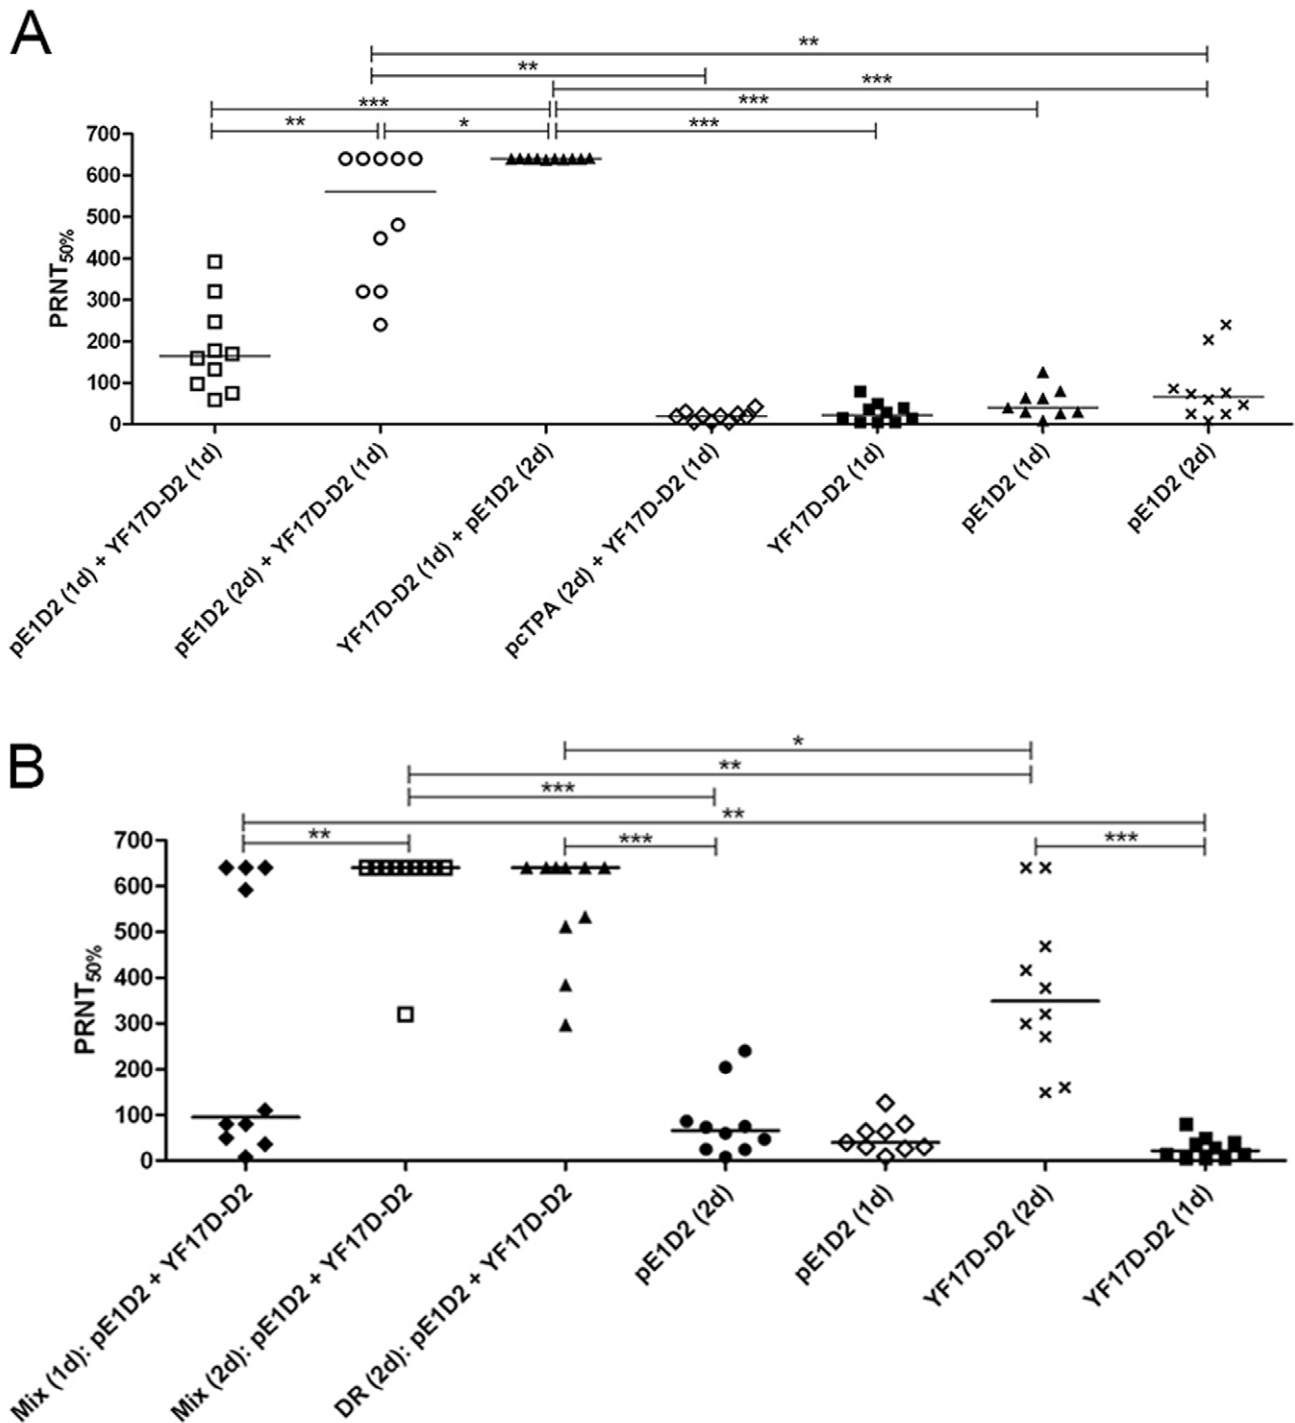 A
**
**
***
***
***
**
*
***
700
600
500
400
300
200
100
0
PRNT50%
pE1D2 (1d) + YF17D-D2 (1d)
pE1D2 (2d) + YF17D-D2 (1d)
YF17D-D2 (1d) + pE1D2 (2d)
pcTPA (2d) + YF17D-D2 (1d)
YF17D-D2 (1d)
pE1D2 (1d)
pE1D2 (2d)
B
*
**
***
**
**
***
***
700
600
500
400
300
200
100
0
PRNT50%
Mix (1d): pE1D2 + YF17D-D2
Mix (2d): pE1D2 + YF17D-D2
DR (2d): pE1D2 + YF17D-D2
pE1D2 (2d)
pE1D2 (1d)
YF17D-D2 (2d)
YF17D-D2 (1d)